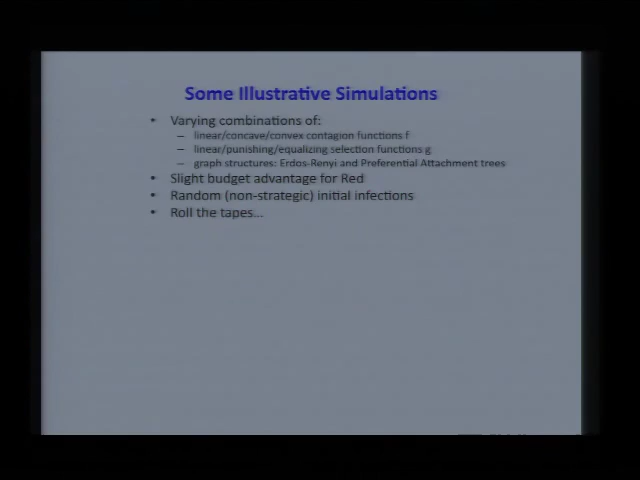 Some Illustrative Simulations
• Varying combinations of:
– linear/concave/convex contagion functions f
– linear/punishing/equalizing selection functions g
– graph structures: Erdos-Renyi and Preferential Attachment trees
• Slight budget advantage for Red
• Random (non-strategic) initial infections
• Roll the tapes...